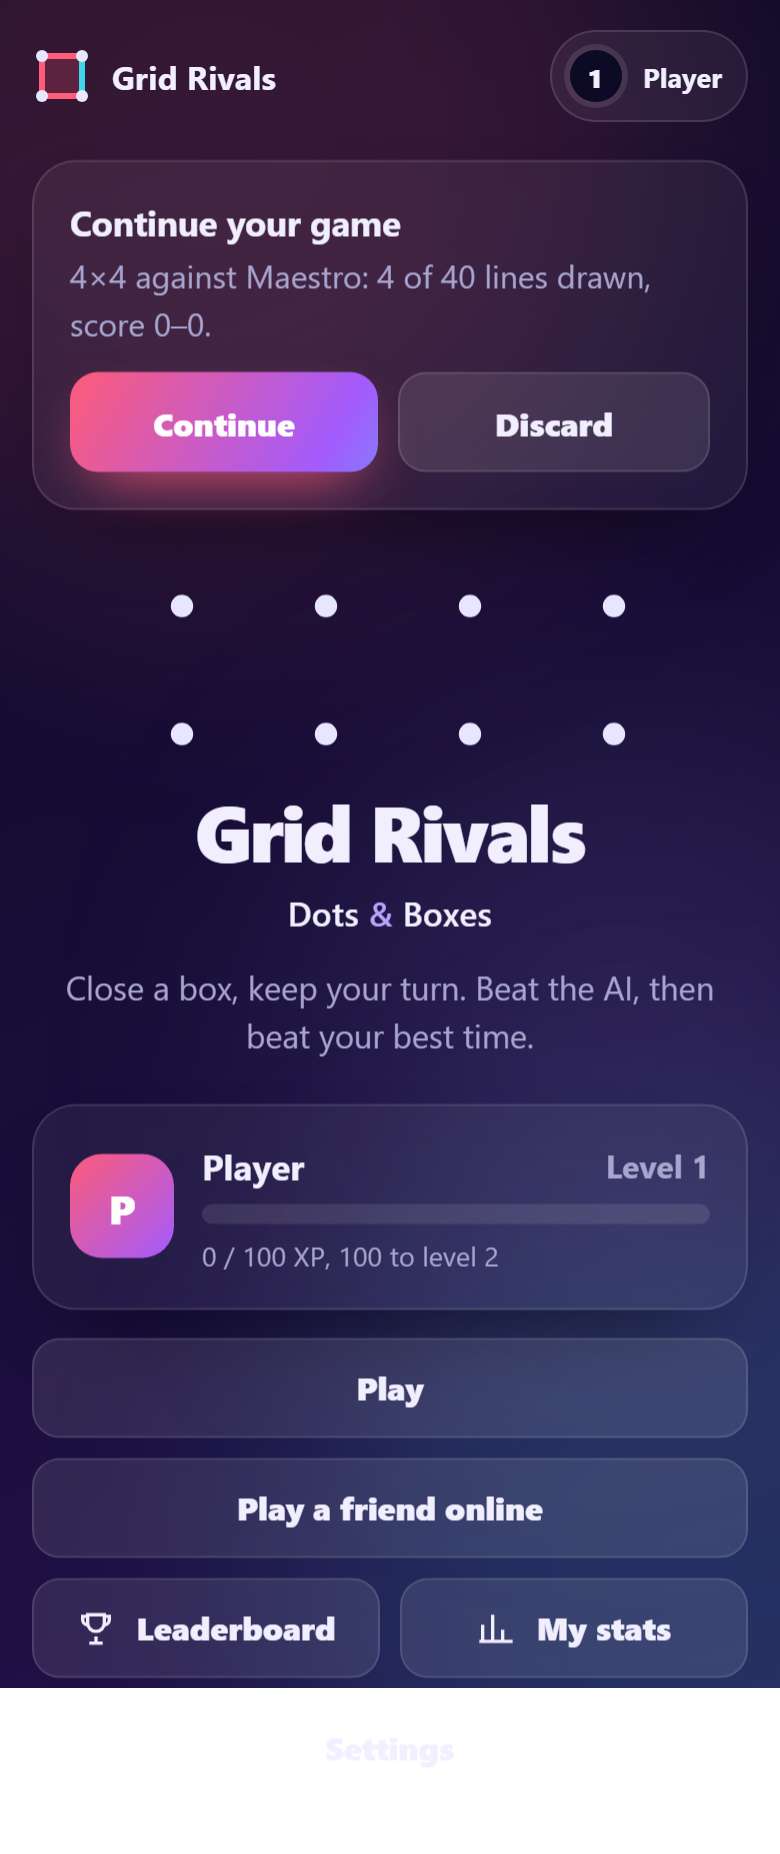 Grid Rivals
1 Player
Continue your game
4×4 against Maestro: 4 of 40 lines drawn,
score 0–0.
Continue
Discard
Grid Rivals
Dots & Boxes
Close a box, keep your turn. Beat the AI, then
beat your best time.
P
Player
Level 1
0 / 100 XP, 100 to level 2
Play
Play a friend online
Leaderboard
My stats
Settings